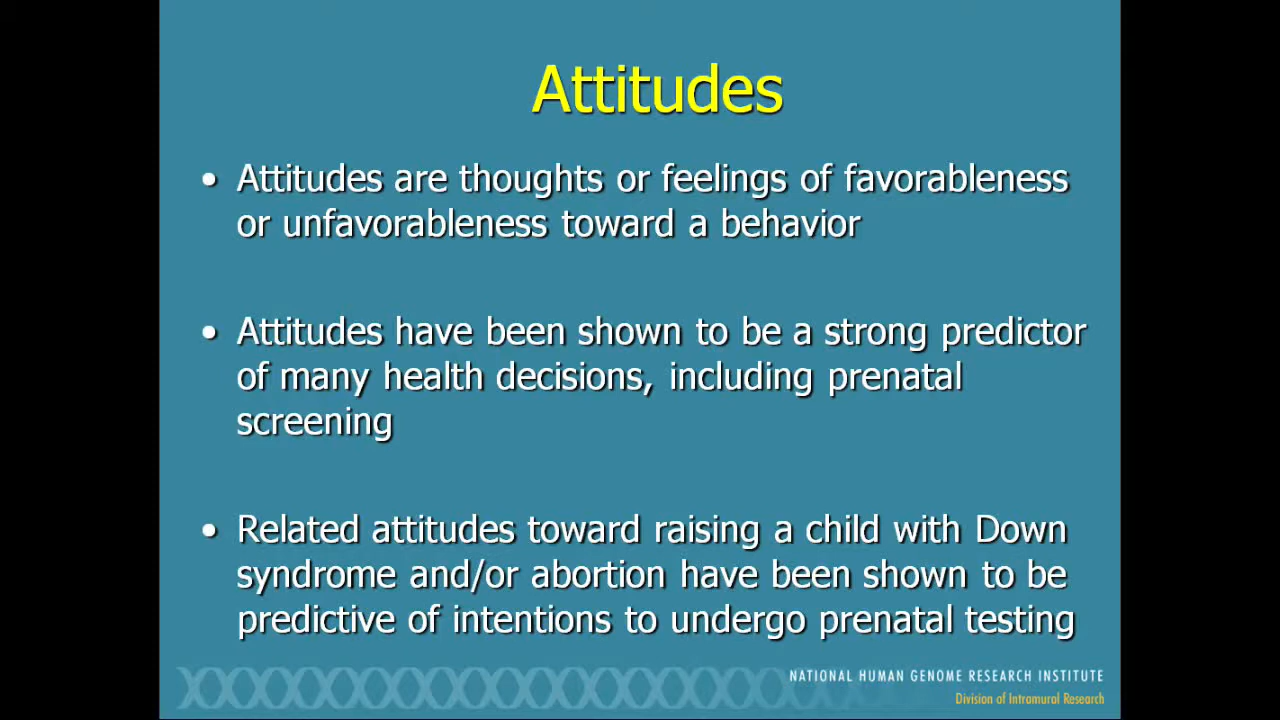 Attitudes
• Attitudes are thoughts or feelings of favorableness
or unfavorableness toward a behavior
• Attitudes have been shown to be a strong predictor
of many health decisions, including prenatal
screening
• Related attitudes toward raising a child with Down
syndrome and/or abortion have been shown to be
predictive of intentions to undergo prenatal testing
NATIONAL HUMAN GENOME RESEARCH INSTITUTE
Division of Intramural Research